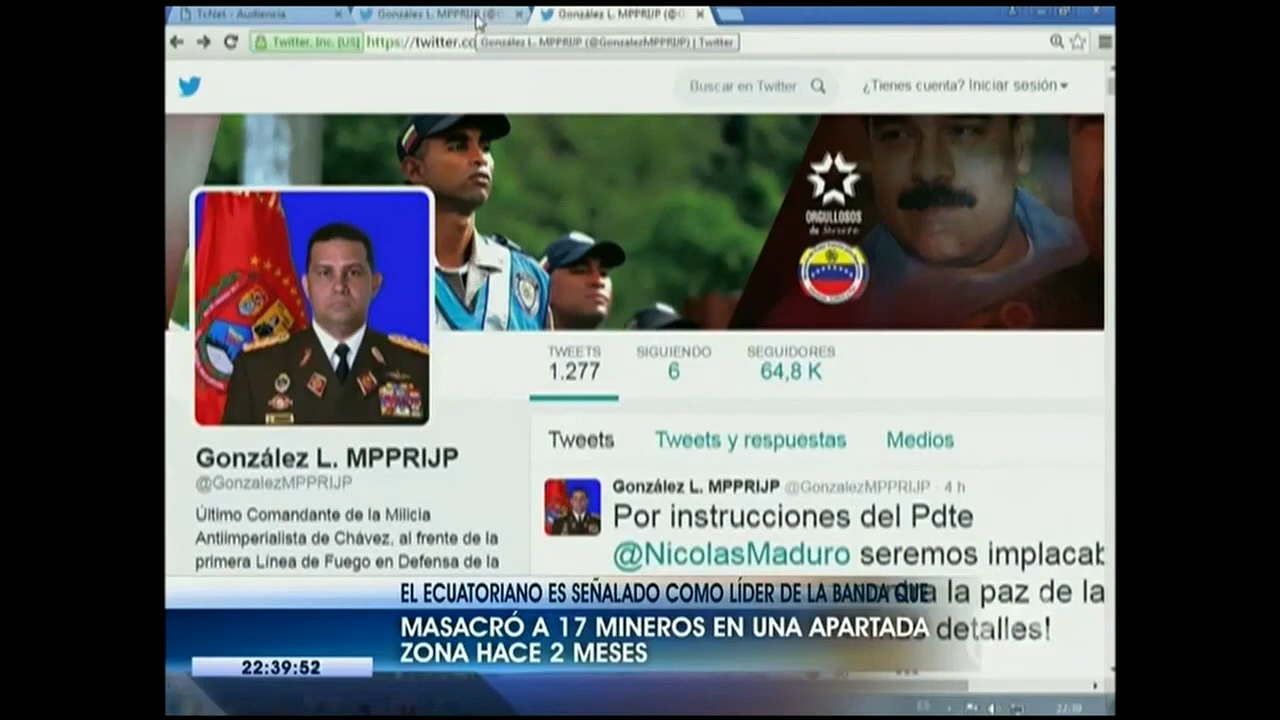 TcNet - Audiencia
González L. MPPRIJP (@G
González L. MPPRIJP (@G
Twitter, Inc. [US] https://twitter.co
González L. MPPRIJP (@GonzalezMPPRIJP) | Twitter
Buscar en Twitter
¿Tienes cuenta? Iniciar sesión
ORGULLOSOS
TWEETS SIGUIENDO SEGUIDORES
1.277 6 64,8 K
Tweets Tweets y respuestas Medios
González L. MPPRIJP
@GonzalezMPPRIJP
Último Comandante de la Milicia
Antiimperialista de Chávez, al frente de la
primera Línea de Fuego en Defensa de la
González L. MPPRIJP @GonzalezMPPRIJP · 4 h
Por instrucciones del Pdte
@NicolasMaduro seremos implacab
la paz de la
detalles!
EL ECUATORIANO ES SEÑALADO COMO LÍDER DE LA BANDA QUE
MASACRÓ A 17 MINEROS EN UNA APARTADA
ZONA HACE 2 MESES
22:39:52
ES
22:39